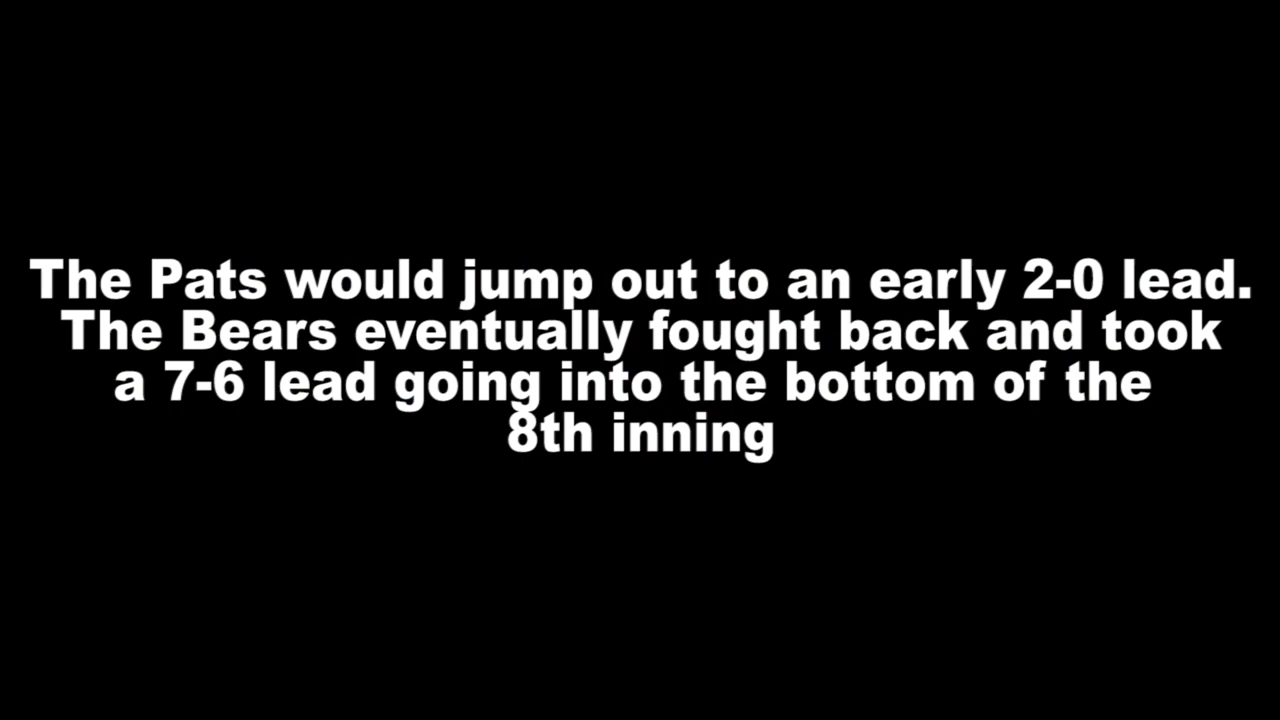 The Pats would jump out to an early 2-0 lead.
The Bears eventually fought back and took
a 7-6 lead going into the bottom of the
8th inning